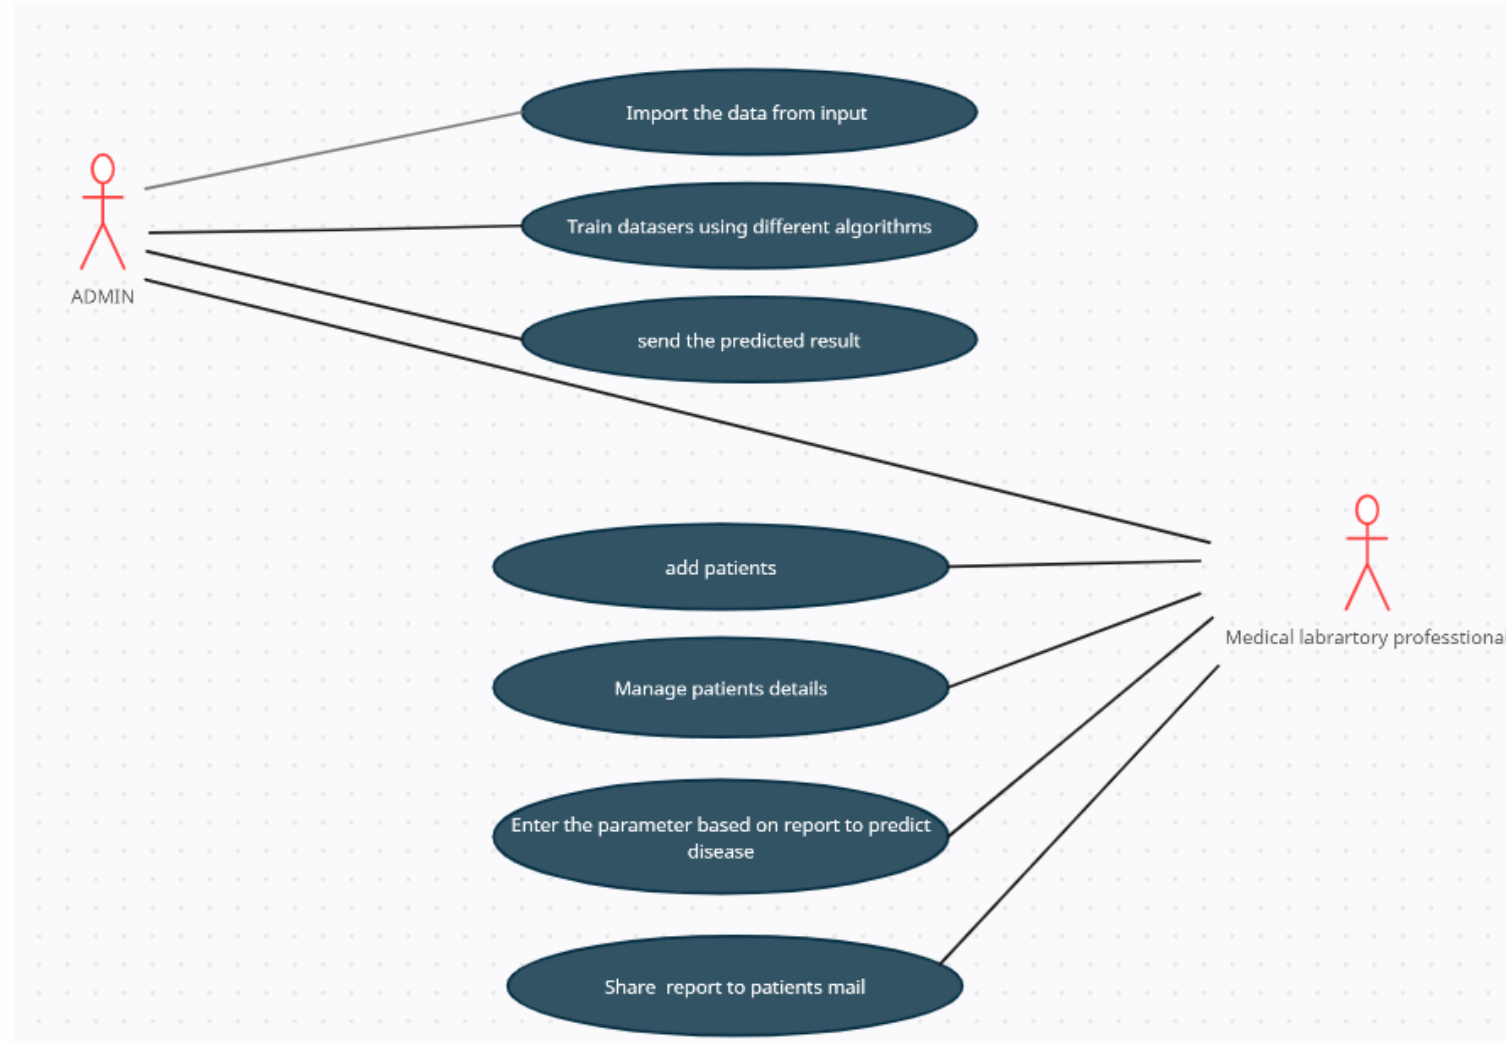 Import the data from input
Train datasers using different algorithms
ADMIN
send the predicted result
add patients
Medical labrartory professtional
Manage patients details
Enter the parameter based on report to predict
disease
Share report to patients mail